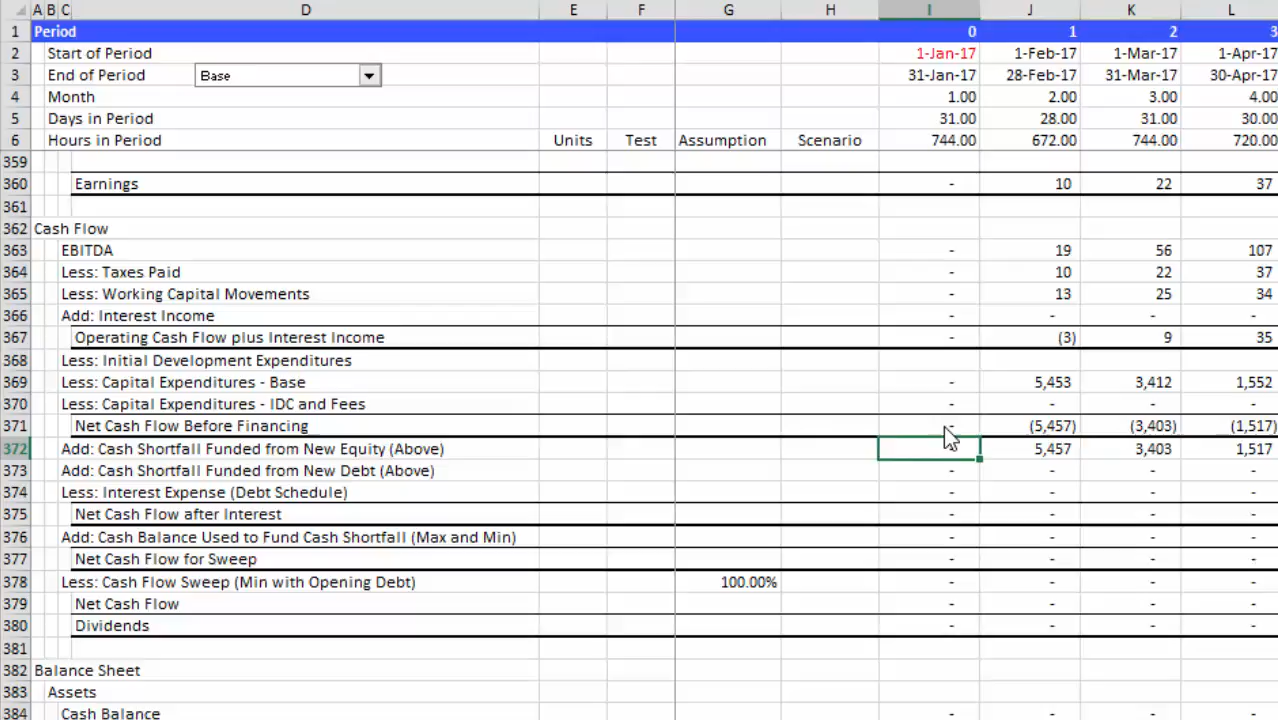 A B C D E F G H I J K L
1 Period 0 1 2 3
2 Start of Period 1-Jan-17 1-Feb-17 1-Mar-17 1-Apr-17
3 End of Period Base 31-Jan-17 28-Feb-17 31-Mar-17 30-Apr-17
4 Month 1.00 2.00 3.00 4.00
5 Days in Period 31.00 28.00 31.00 30.00
6 Hours in Period Units Test Assumption Scenario 744.00 672.00 744.00 720.00
359
360 Earnings - 10 22 37
361
362 Cash Flow
363 EBITDA - 19 56 107
364 Less: Taxes Paid - 10 22 37
365 Less: Working Capital Movements - 13 25 34
366 Add: Interest Income - - - -
367 Operating Cash Flow plus Interest Income - (3) 9 35
368 Less: Initial Development Expenditures
369 Less: Capital Expenditures - Base - 5,453 3,412 1,552
370 Less: Capital Expenditures - IDC and Fees - - - -
371 Net Cash Flow Before Financing - (5,457) (3,403) (1,517)
372 Add: Cash Shortfall Funded from New Equity (Above) 5,457 3,403 1,517
373 Add: Cash Shortfall Funded from New Debt (Above) - - - -
374 Less: Interest Expense (Debt Schedule) - - - -
375 Net Cash Flow after Interest - - - -
376 Add: Cash Balance Used to Fund Cash Shortfall (Max and Min) - - - -
377 Net Cash Flow for Sweep - - - -
378 Less: Cash Flow Sweep (Min with Opening Debt) 100.00% - - - -
379 Net Cash Flow - - - -
380 Dividends - - - -
381
382 Balance Sheet
383 Assets
384 Cash Balance - - - -